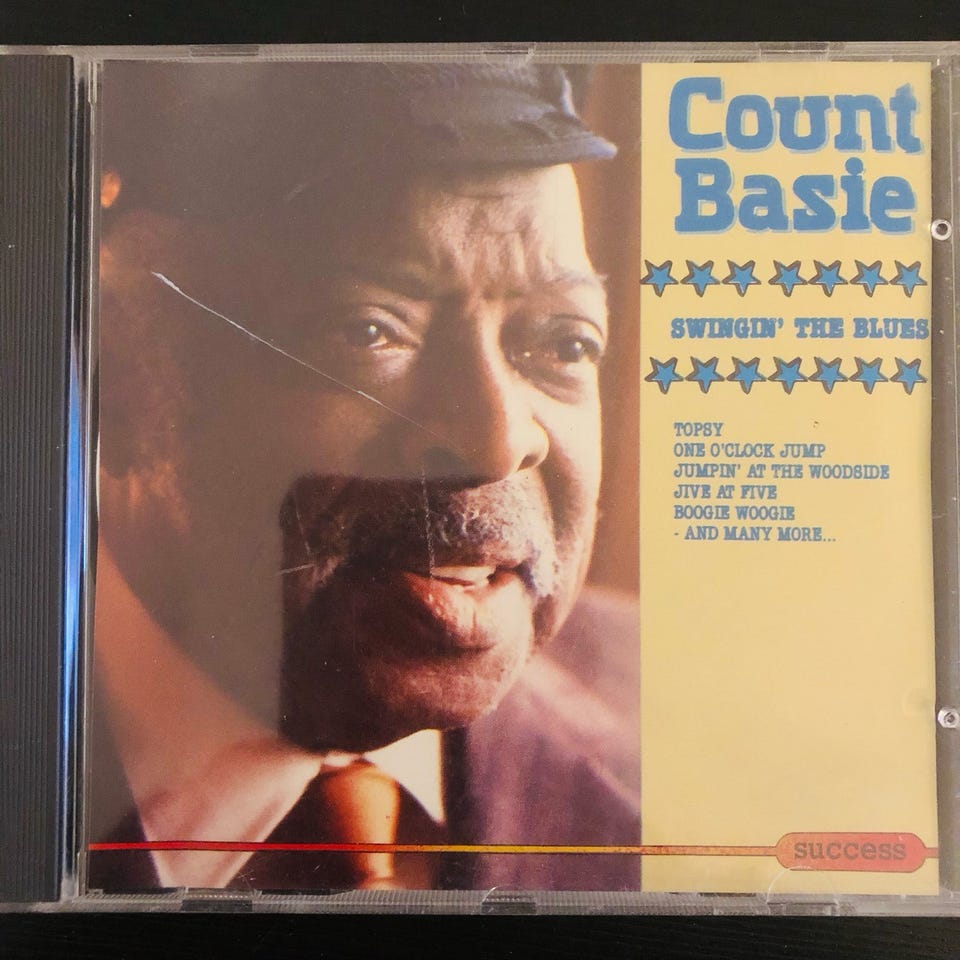 Count
Basie
SWINGIN' THE BLUES
TOPSY
ONE O'CLOCK JUMP
JUMPIN' AT THE WOODSIDE
JIVE AT FIVE
BOOGIE WOOGIE
- AND MANY MORE...
success